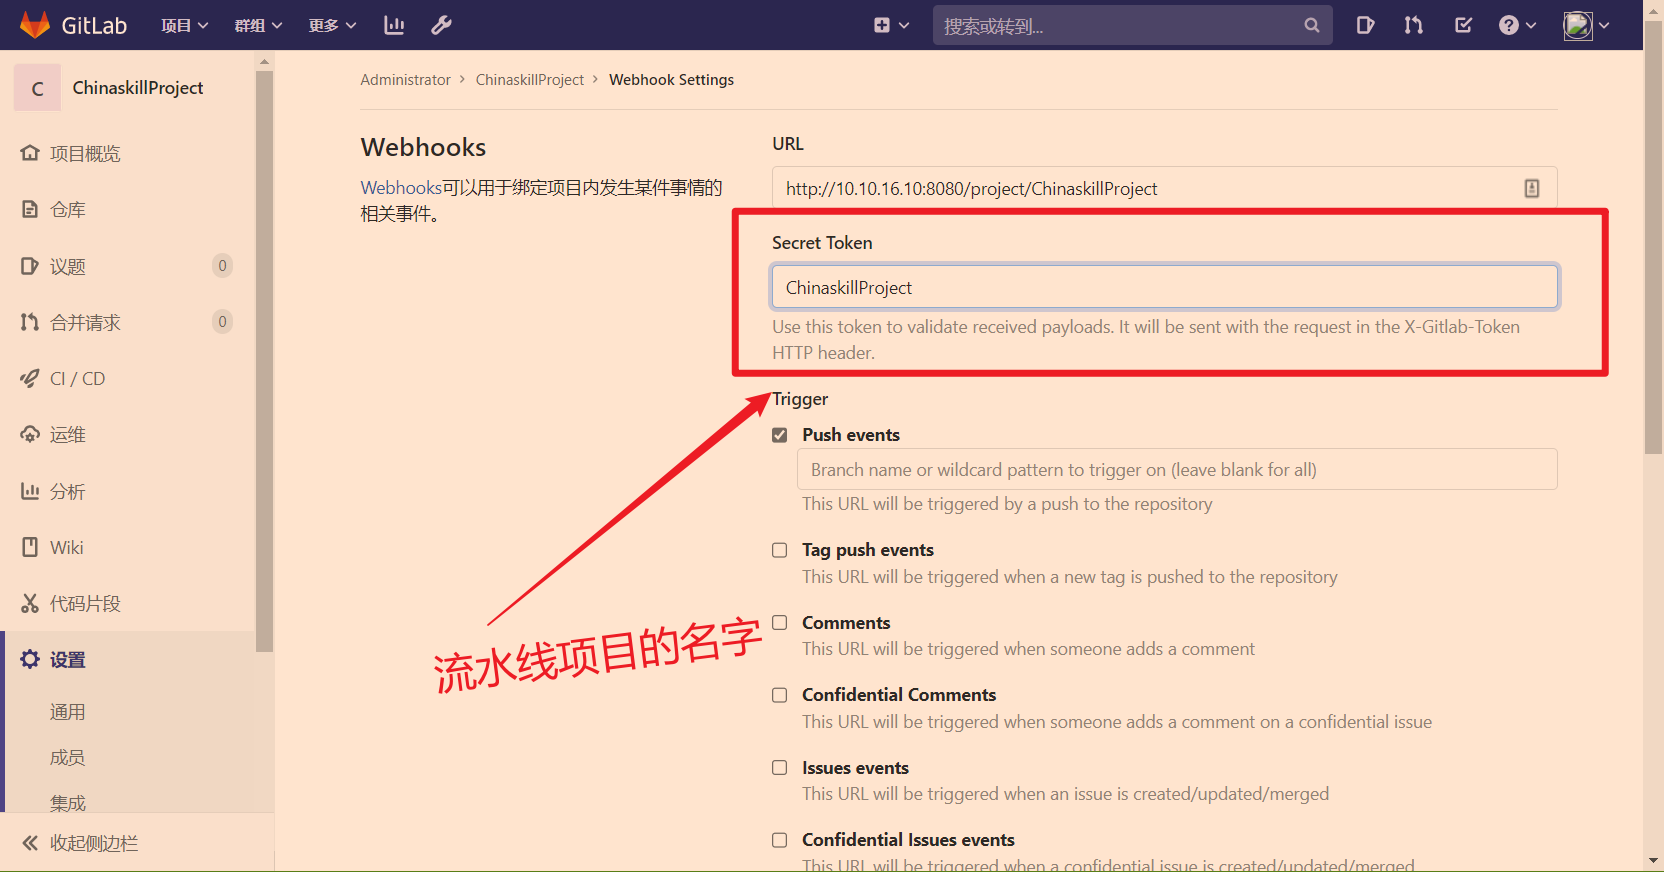 GitLab 项目 群组 更多 搜索或转到...
C ChinaskillProject
项目概览
仓库
议题 0
合并请求 0
CI / CD
运维
分析
Wiki
代码片段
设置
通用
成员
集成
收起侧边栏
Administrator › ChinaskillProject › Webhook Settings
Webhooks
Webhooks可以用于绑定项目内发生某件事情的
相关事件。
URL
http://10.10.16.10:8080/project/ChinaskillProject
Secret Token
ChinaskillProject
Use this token to validate received payloads. It will be sent with the request in the X-Gitlab-Token
HTTP header.
Trigger
Push events
Branch name or wildcard pattern to trigger on (leave blank for all)
This URL will be triggered by a push to the repository
Tag push events
This URL will be triggered when a new tag is pushed to the repository
Comments
This URL will be triggered when someone adds a comment
Confidential Comments
This URL will be triggered when someone adds a comment on a confidential issue
Issues events
This URL will be triggered when an issue is created/updated/merged
Confidential Issues events
This URL will be triggered when a confidential issue is created/updated/merged
流水线项目的名字